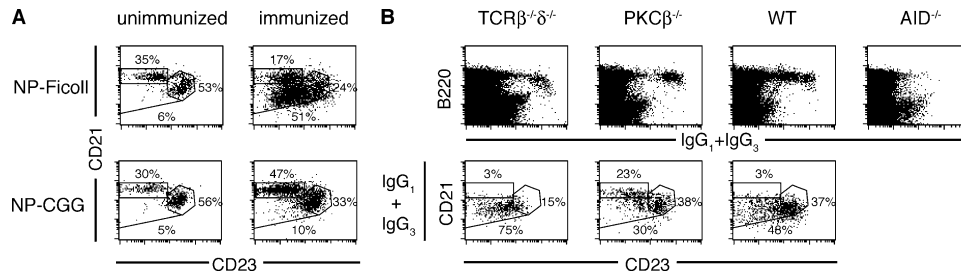 A
unimmunized immunized
NP-Ficoll
35% 53% 6%
17% 24% 51%
CD21
NP-CGG
30% 56% 5%
47% 33% 10%
CD23
B
TCRβ-/-δ-/- PKCβ-/- WT AID-/-
B220
IgG1+IgG3
IgG1
+
IgG3
CD21
3% 15% 75%
23% 38% 30%
3% 37% 48%
CD23